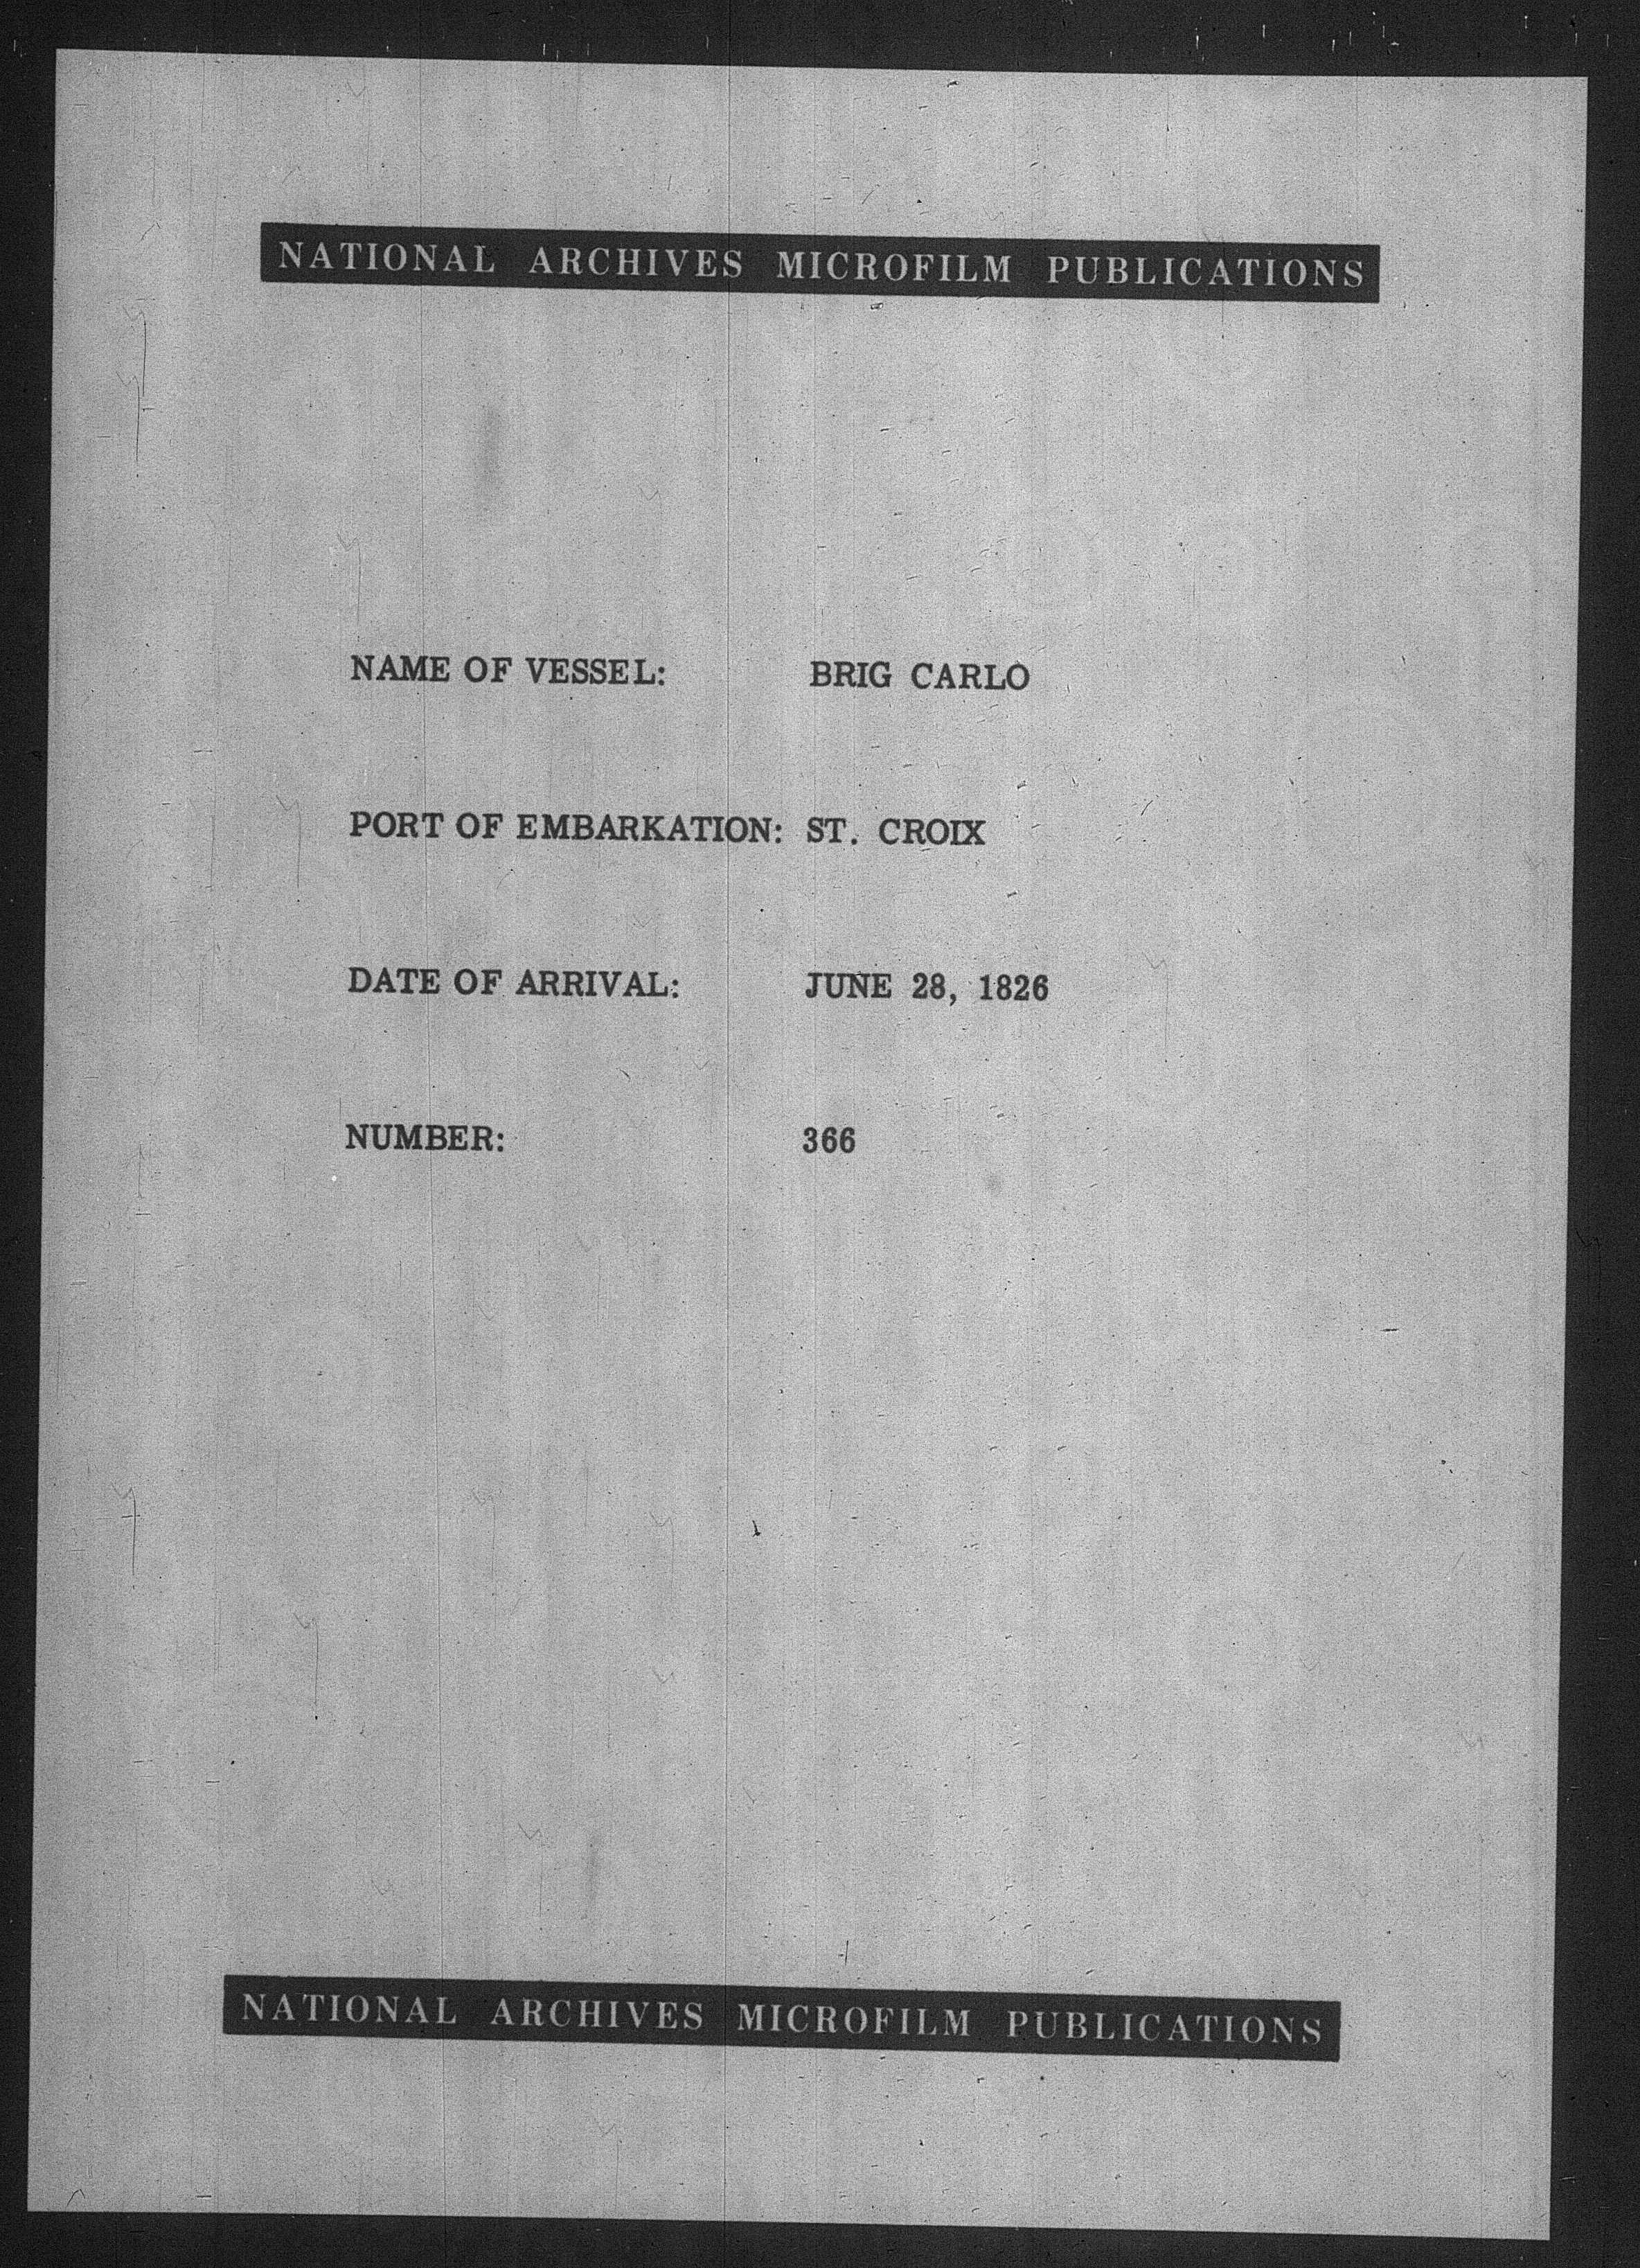 NATIONAL ARCHIVES MICROFILM PUBLICATIONS
NAME OF VESSEL: BRIG CARLO
PORT OF EMBARKATION: ST. CROIX
DATE OF ARRIVAL: JUNE 28, 1826
NUMBER: 366
NATIONAL ARCHIVES MICROFILM PUBLICATIONS